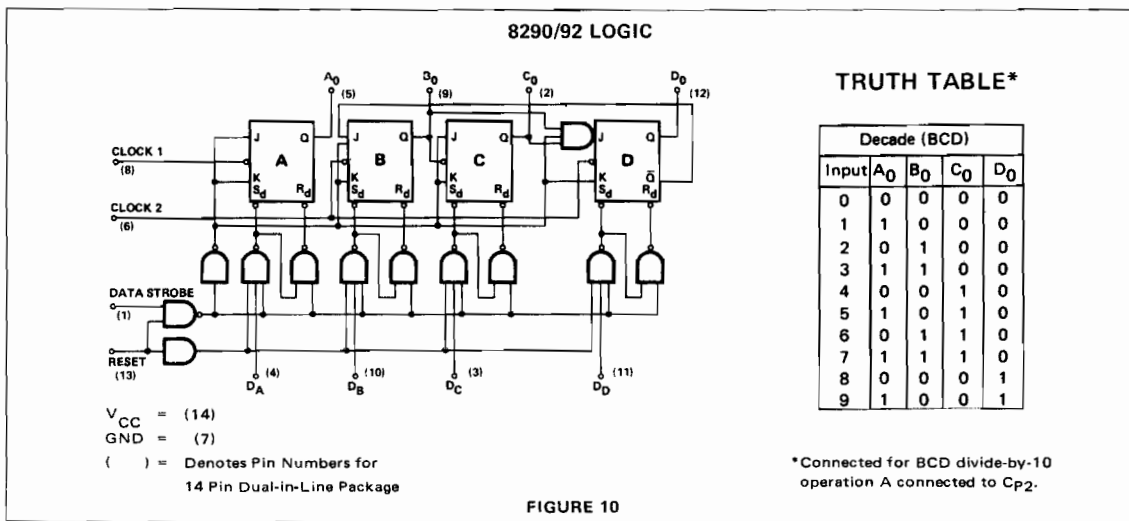 8290/92 LOGIC
A0 B0 C0 D0
(5) (9) (2) (12)
J Q J Q J Q J Q
A B C D
CLOCK 1
(8)
K K K K Q̅
Sd Rd Sd Rd Sd Rd Sd Rd
CLOCK 2
(6)
DATA STROBE
(1)
RESET
(13)
(4) (10) (3) (11)
DA DB DC DD
VCC = (14)
GND = (7)
( ) = Denotes Pin Numbers for
14 Pin Dual-in-Line Package
TRUTH TABLE*
Decade (BCD)
Input A0 B0 C0 D0
0 0 0 0 0
1 1 0 0 0
2 0 1 0 0
3 1 1 0 0
4 0 0 1 0
5 1 0 1 0
6 0 1 1 0
7 1 1 1 0
8 0 0 0 1
9 1 0 0 1
*Connected for BCD divide-by-10
operation A connected to CP2.
FIGURE 10